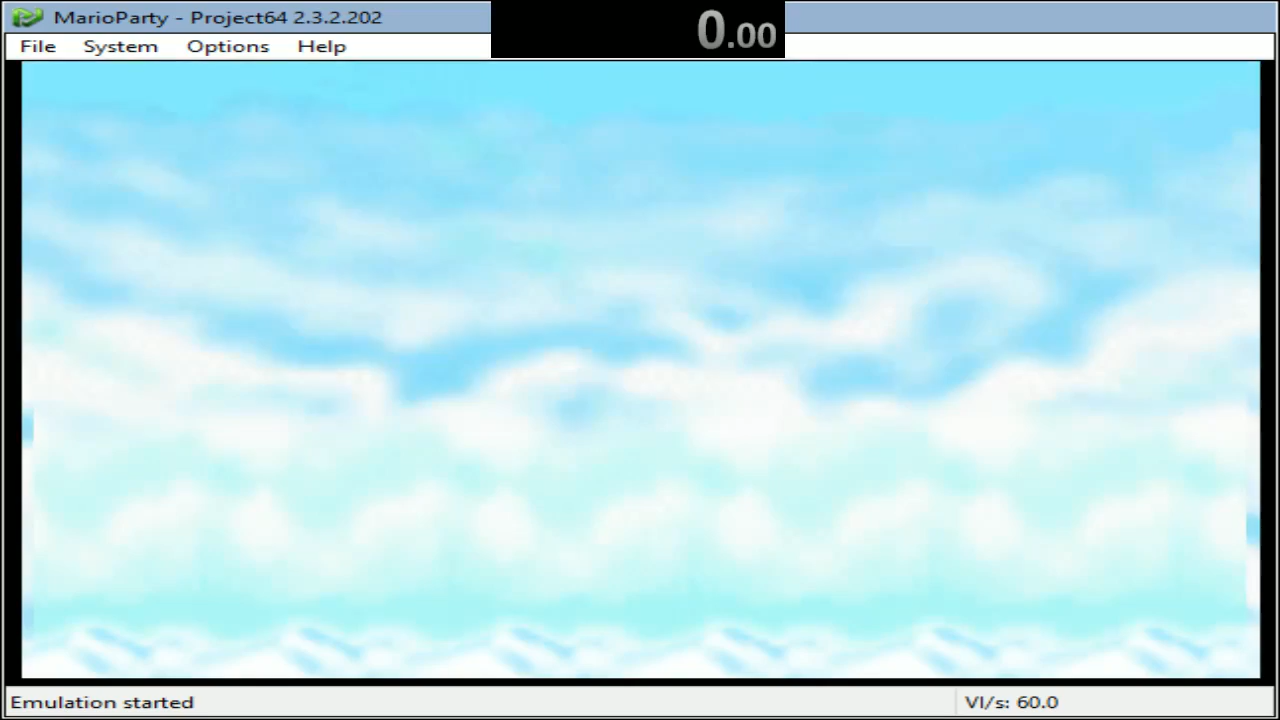 MarioParty - Project64 2.3.2.202
0.00
File System Options Help
Emulation started VI/s: 60.0